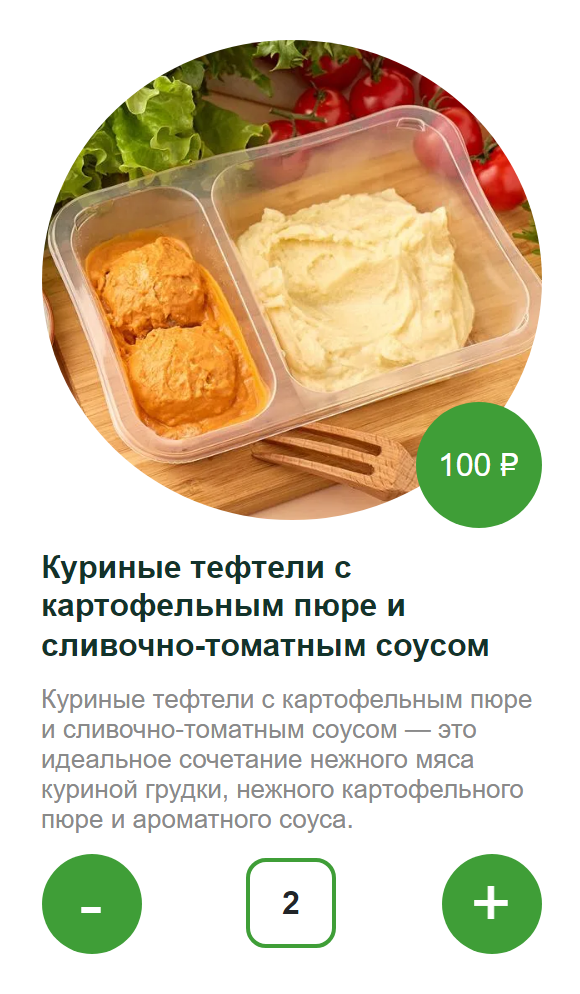 100 ₽
Куриные тефтели с
картофельным пюре и
сливочно-томатным соусом
Куриные тефтели с картофельным пюре
и сливочно-томатным соусом — это
идеальное сочетание нежного мяса
куриной грудки, нежного картофельного
пюре и ароматного соуса.
- 2 +